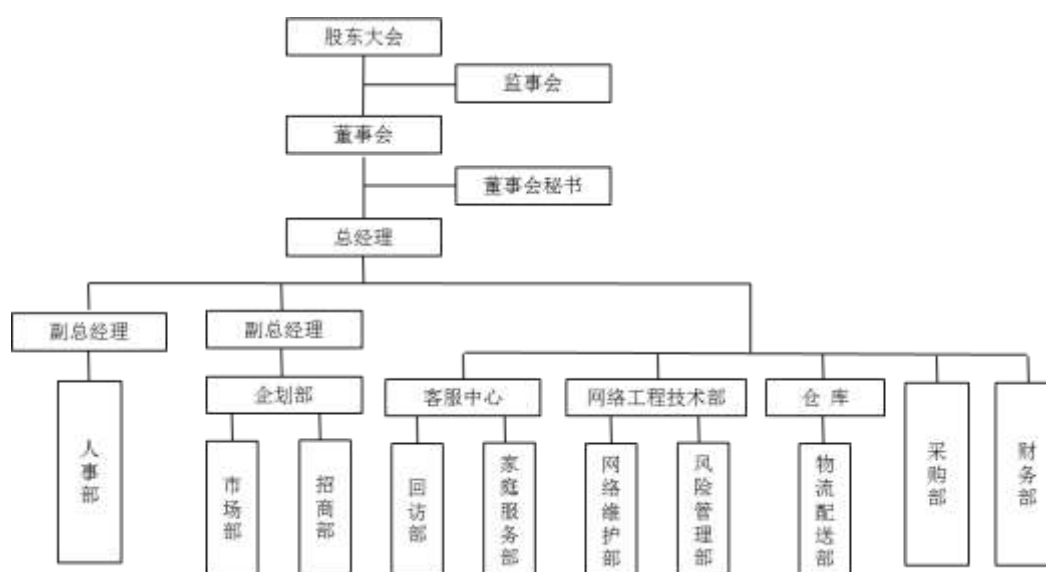 股东大会
监事会
董事会
董事会秘书
总经理
副总经理
副总经理
企划部
客服中心
网络工程技术部
仓 库
人事部
市场部
招商部
回访部
家庭服务部
网络维护部
风险管理部
物流配送部
采购部
财务部